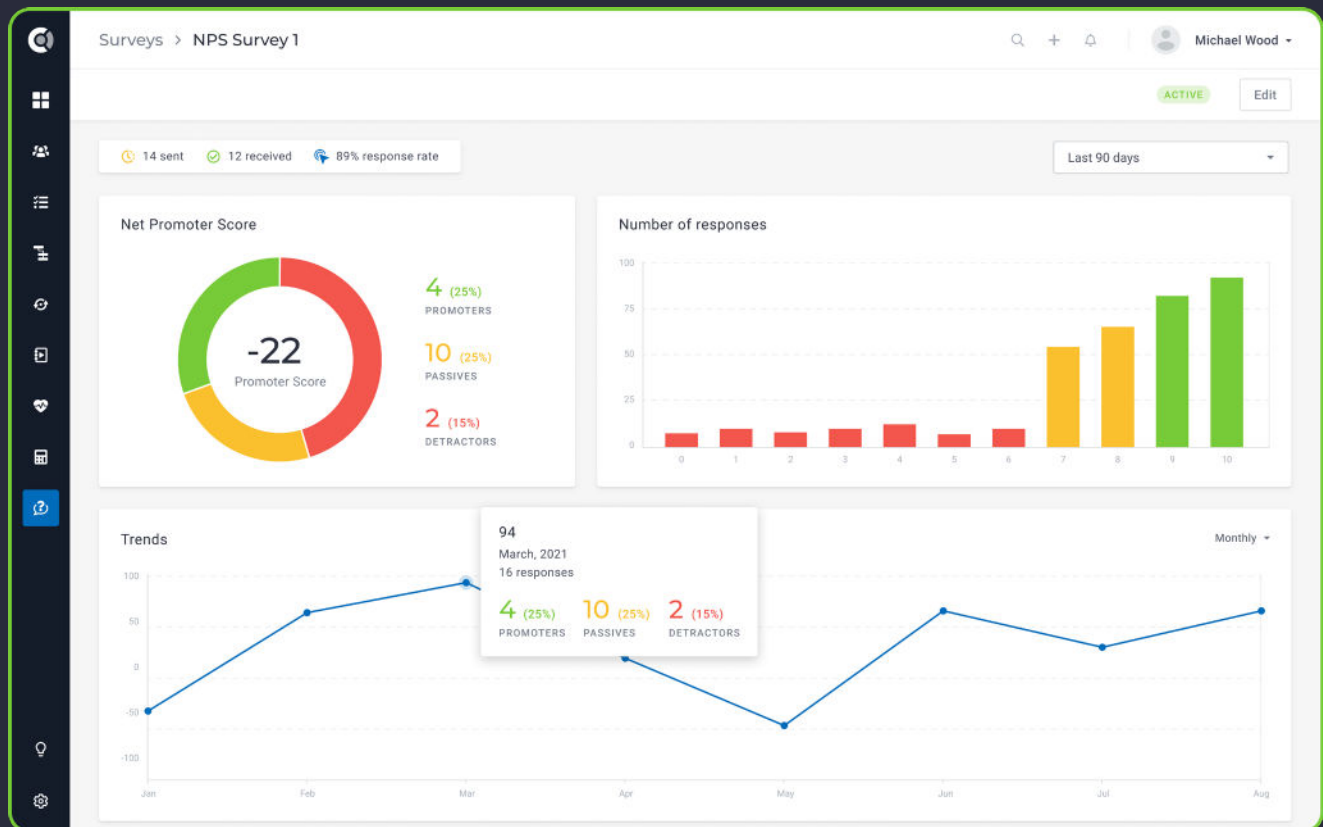 Surveys > NPS Survey 1
Michael Wood
ACTIVE
Edit
14 sent
12 received
89% response rate
Last 90 days
Net Promoter Score
-22
Promoter Score
4 (25%)
PROMOTERS
10 (25%)
PASSIVES
2 (15%)
DETRACTORS
Number of responses
100
75
50
25
0
0 1 2 3 4 5 6 7 8 9 10
Trends
Monthly
100
50
0
-50
-100
Jan Feb Mar Apr May Jun Jul Aug
94
March, 2021
16 responses
4 (25%) 10 (25%) 2 (15%)
PROMOTERS PASSIVES DETRACTORS